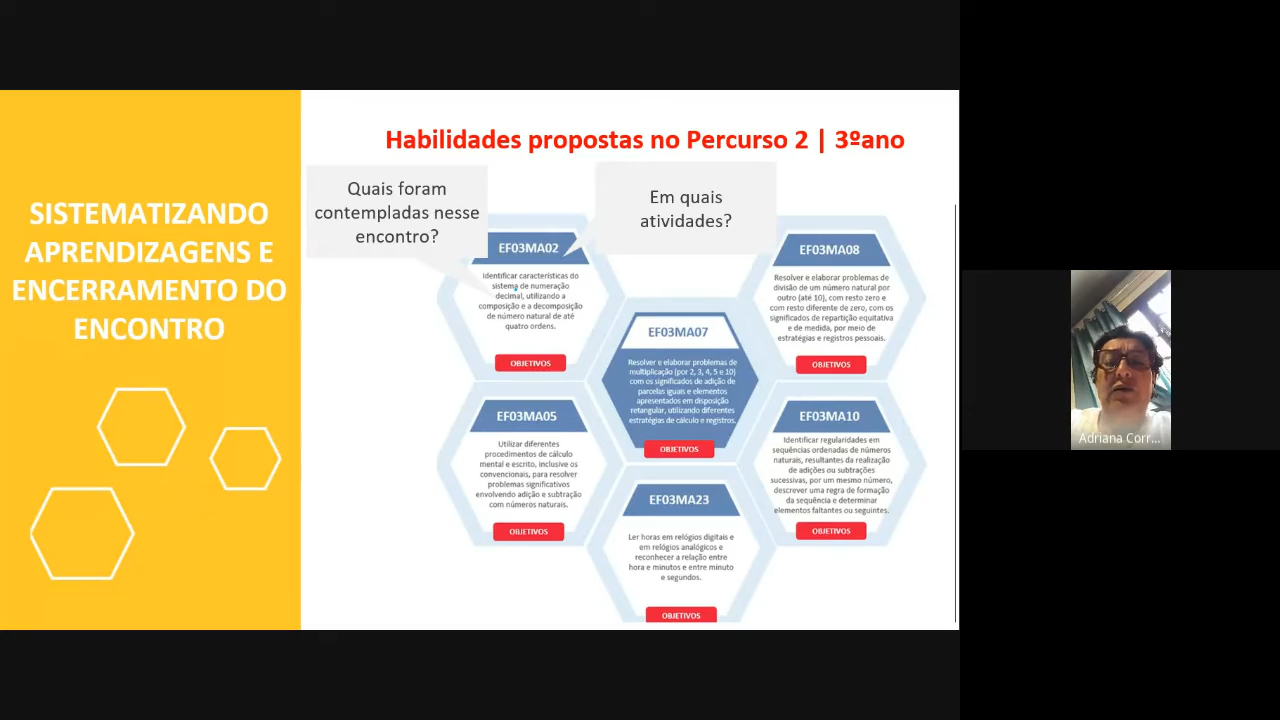 SISTEMATIZANDO
APRENDIZAGENS E
ENCERRAMENTO DO
ENCONTRO
Habilidades propostas no Percurso 2 | 3ºano
Quais foram
contempladas nesse
encontro?
Em quais
atividades?
EF03MA02
Identificar características do
sistema de numeração
decimal, utilizando a
composição e a decomposição
de número natural de até
quatro ordens.
OBJETIVOS
EF03MA07
Resolver e elaborar problemas de
multiplicação (por 2, 3, 4, 5 e 10)
com os significados de adição de
parcelas iguais e elementos
apresentados em disposição
retangular, utilizando diferentes
estratégias de cálculo e registros.
OBJETIVOS
EF03MA08
Resolver e elaborar problemas de
divisão de um número natural por
outro (até 10), com resto zero e
com resto diferente de zero, com os
significados de repartição equitativa
e de medida, por meio de
estratégias e registros pessoais.
OBJETIVOS
EF03MA05
Utilizar diferentes
procedimentos de cálculo
mental e escrito, inclusive os
convencionais, para resolver
problemas significativos
envolvendo adição e subtração
com números naturais.
OBJETIVOS
EF03MA23
Ler horas em relógios digitais e
em relógios analógicos e
reconhecer a relação entre
hora e minutos e entre minuto
e segundos.
OBJETIVOS
EF03MA10
Identificar regularidades em
sequências ordenadas de números
naturais, resultantes da realização
de adições ou subtrações
sucessivas, por um mesmo número,
descrever uma regra de formação
da sequência e determinar
elementos faltantes ou seguintes.
OBJETIVOS
Adriana Corr...